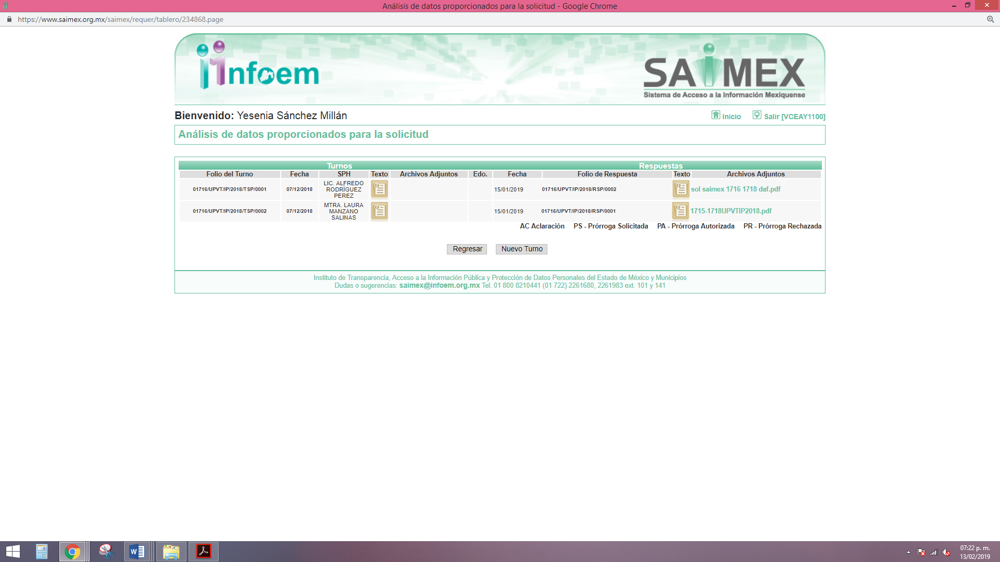 Análisis de datos proporcionados para la solicitud - Google Chrome
https://www.saimex.org.mx/saimex/requer/tablero/234868.page
infoem
SAIMEX
Sistema de Acceso a la Información Mexiquense
Bienvenido: Yesenia Sánchez Millán
Inicio Salir [VCEAY1100]
Análisis de datos proporcionados para la solicitud
Turnos Respuestas
Folio del Turno Fecha SPH Texto Archivos Adjuntos Edo. Fecha Folio de Respuesta Texto Archivos Adjuntos
01716/UPVT/IP/2018/TSP/0001 07/12/2018 LIC. ALFREDO RODRÍGUEZ PEREZ 15/01/2019 01716/UPVT/IP/2018/RSP/0002 sol saimex 1716 1718 daf.pdf
01716/UPVT/IP/2018/TSP/0002 07/12/2018 MTRA. LAURA MANZANO SALINAS 15/01/2019 01716/UPVT/IP/2018/RSP/0001 1715-1718UPVTIP2018.pdf
AC Aclaración PS - Prórroga Solicitada PA - Prórroga Autorizada PR - Prórroga Rechazada
Regresar Nuevo Turno
Instituto de Transparencia, Acceso a la Información Pública y Protección de Datos Personales del Estado de México y Municipios
Dudas o sugerencias: saimex@infoem.org.mx Tel. 01 800 8210441 (01 722) 2261680, 2261983 ext. 101 y 141
07:22 p. m.
13/02/2019